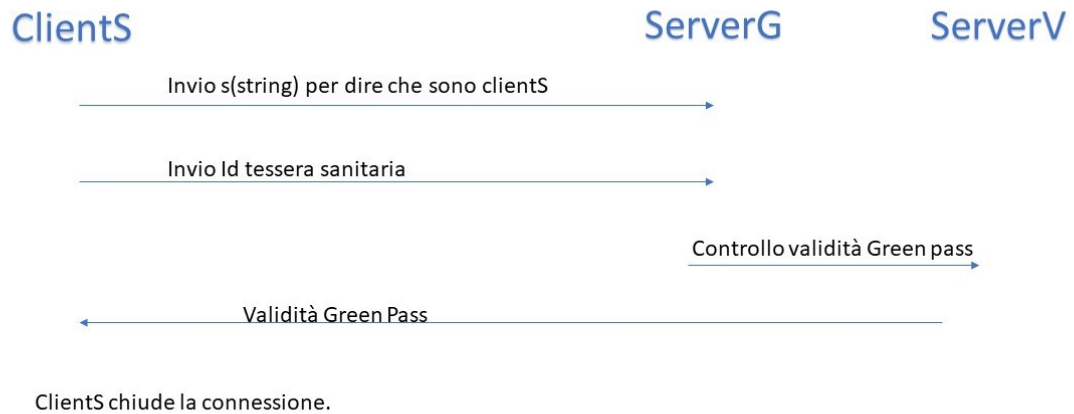 ClientS
ServerG
ServerV
Invio s(string) per dire che sono clientS
Invio Id tessera sanitaria
Controllo validità Green pass
Validità Green Pass
ClientS chiude la connessione.